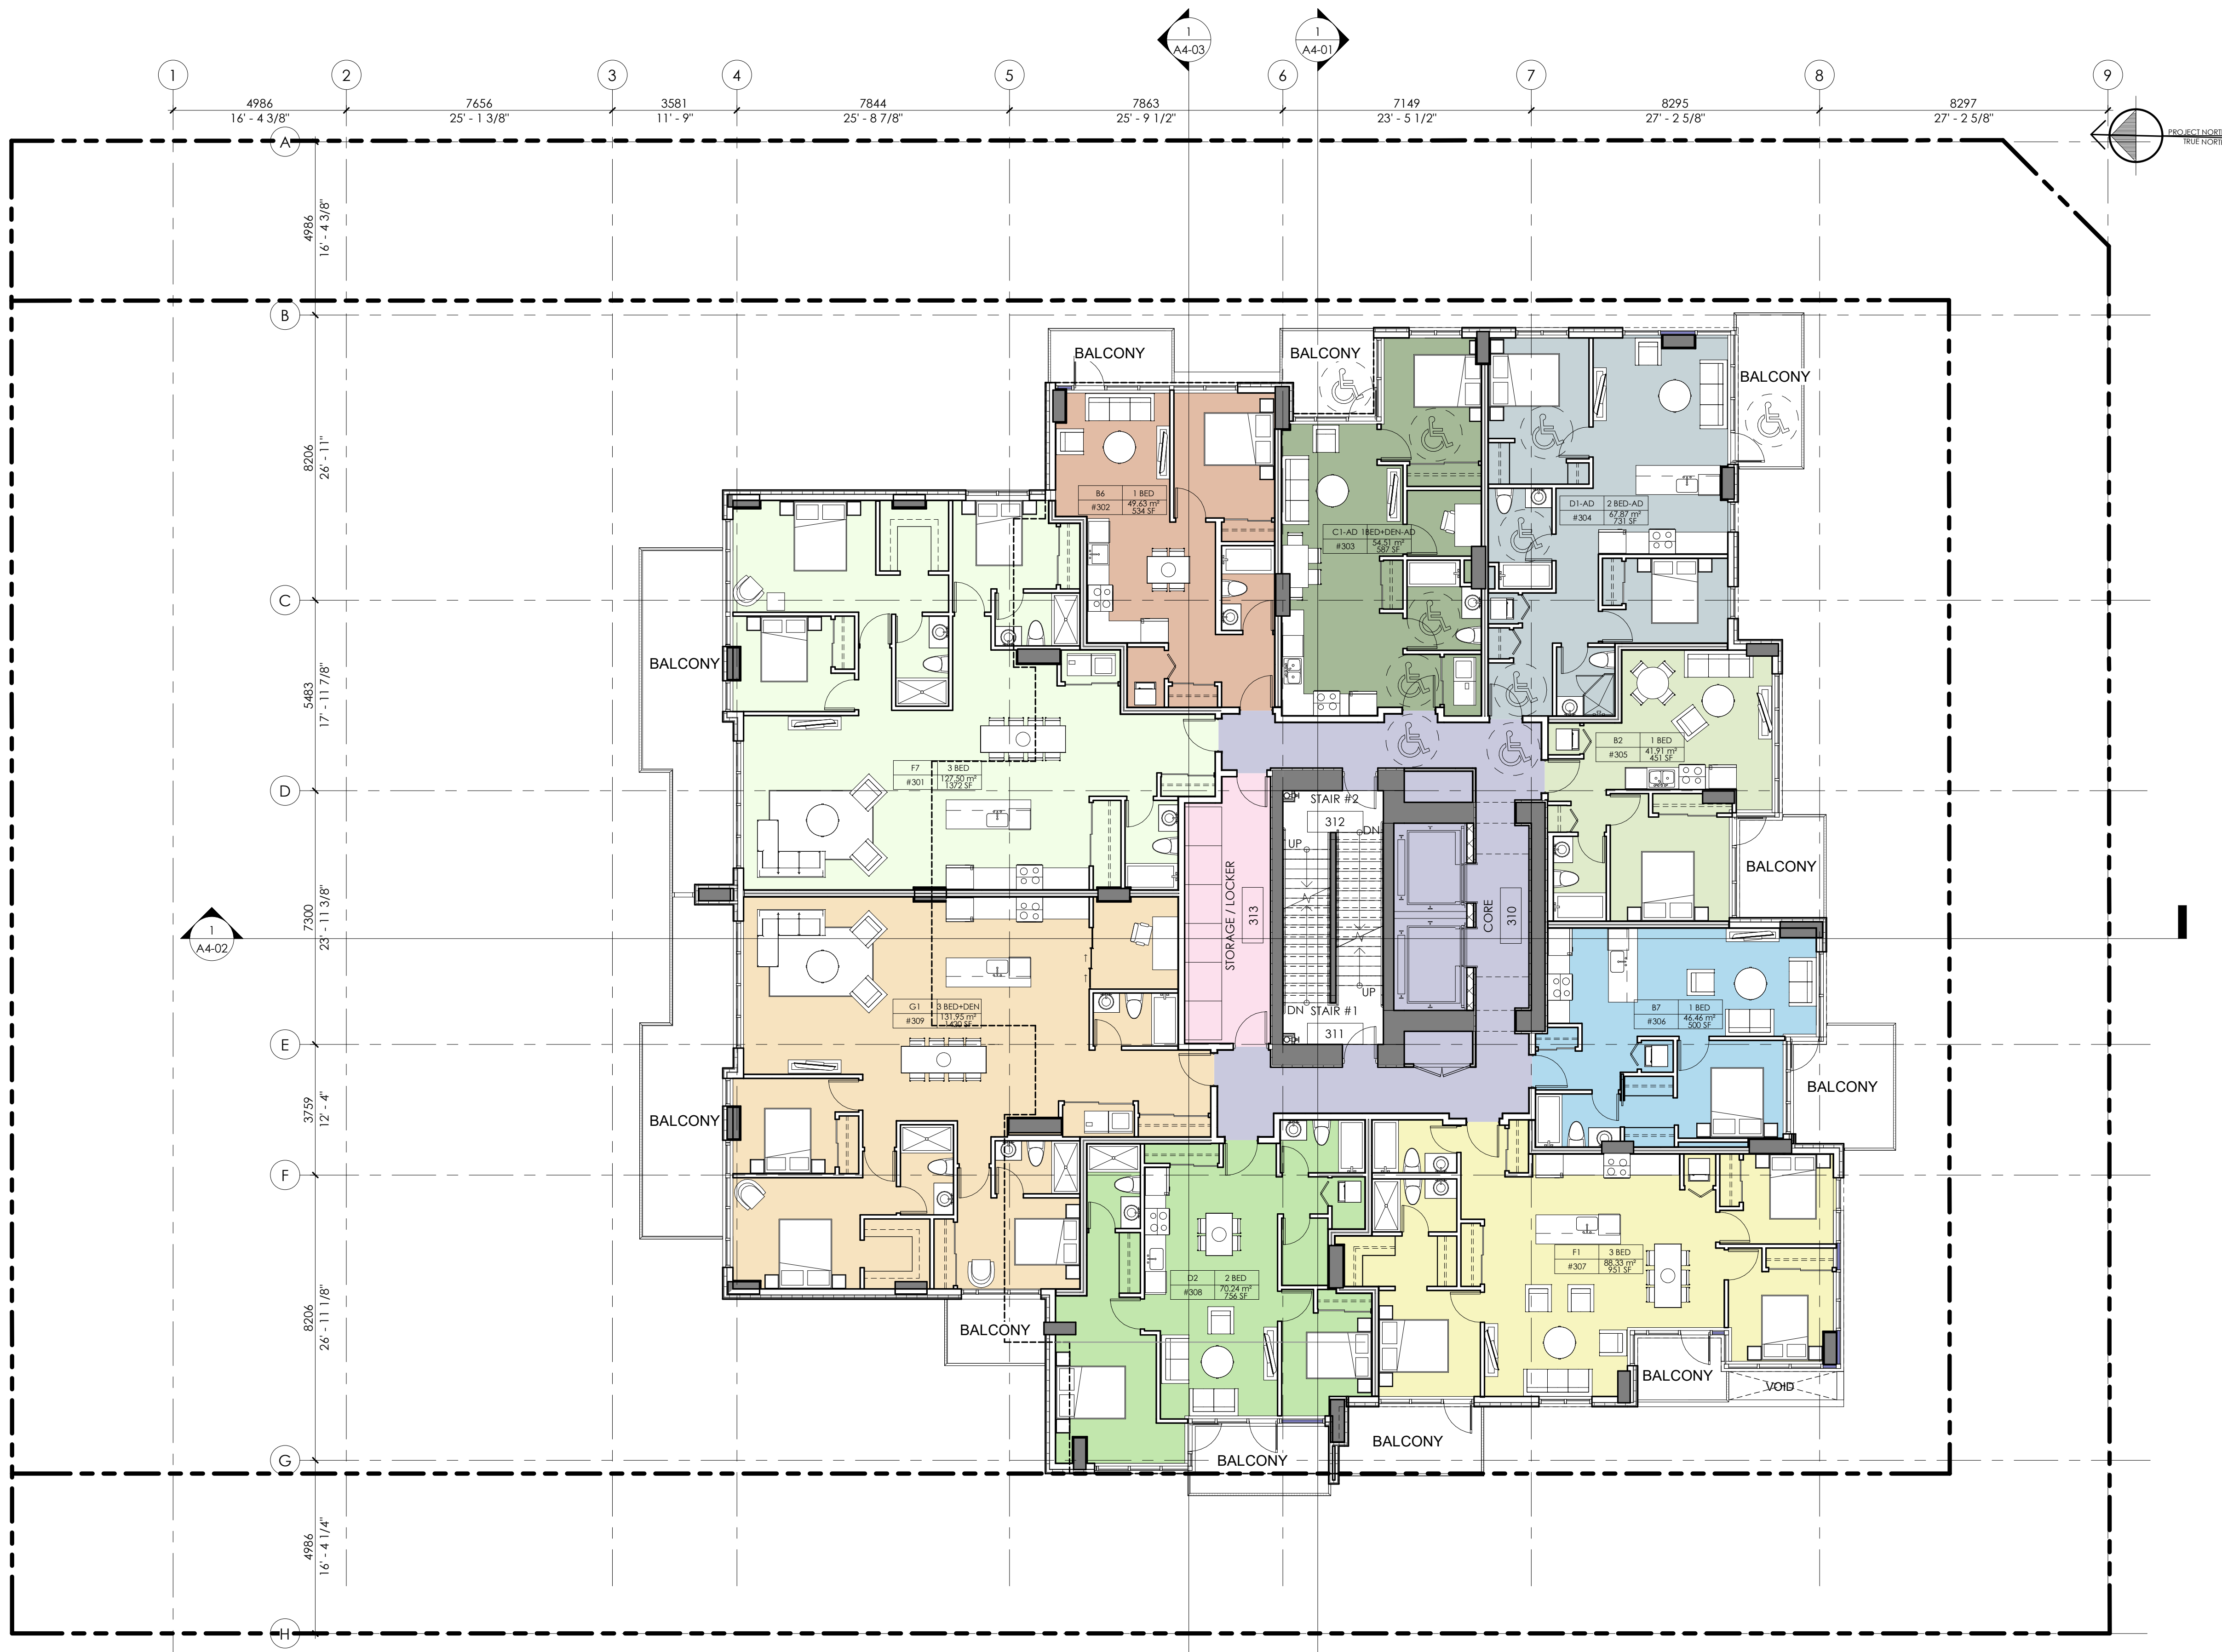 1
A4-03
1
A4-01
1
2
3
4
5
6
7
8
9
4986
7656
3581
7844
7863
7149
8295
8297
16' - 4 3/8"
25' - 1 3/8"
11' - 9"
25' - 8 7/8"
25' - 9 1/2"
23' - 5 1/2"
27' - 2 5/8"
27' - 2 5/8"
PROJECT NORT
TRUE NORT
A
4986
16' - 4 3/8"
B
BALCONY
BALCONY
BALCONY
8206
26' - 11"
B6 1 BED
#302 49.63 m²
534 SF
C1-AD 1BED+DEN-AD
#303 54.51 m²
587 SF
D1-AD 2 BED-AD
#304 67.87 m²
731 SF
C
BALCONY
5483
17' - 11 7/8"
B2 1 BED
#305 41.91 m²
451 SF
F7 3 BED
#301 127.50 m²
1372 SF
D
STAIR #2
312
UP
DN
STORAGE / LOCKER
313
CORE
310
BALCONY
7300
23' - 11 3/8"
1
A4-02
UP
DN
STAIR #1
311
G1 3 BED+DEN
#309 131.95 m²
1420 SF
B7 1 BED
#306 46.46 m²
500 SF
E
BALCONY
BALCONY
3759
12' - 4"
F
D2 2 BED
#308 70.24 m²
756 SF
F1 3 BED
#307 88.33 m²
951 SF
8206
26' - 11 1/8"
BALCONY
BALCONY
VOID
BALCONY
BALCONY
G
4986
16' - 4 1/4"
H